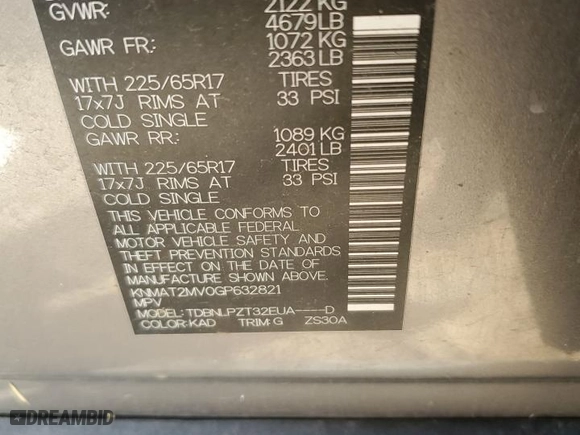 GVWR: 2122 KG
4679 LB
GAWR FR: 1072 KG
2363 LB
WITH 225/65R17 TIRES
17x7J RIMS AT 33 PSI
COLD SINGLE
GAWR RR: 1089 KG
2401 LB
WITH 225/65R17 TIRES
17x7J RIMS AT 33 PSI
COLD SINGLE
THIS VEHICLE CONFORMS TO
ALL APPLICABLE FEDERAL
MOTOR VEHICLE SAFETY AND
THEFT PREVENTION STANDARDS
IN EFFECT ON THE DATE OF
MANUFACTURE SHOWN ABOVE.
KNMAT2MV0GP632821
MPV
MODEL: TDBNLPZT32EUA----D
COLOR: KAD TRIM: G ZS30A
DREAMBID